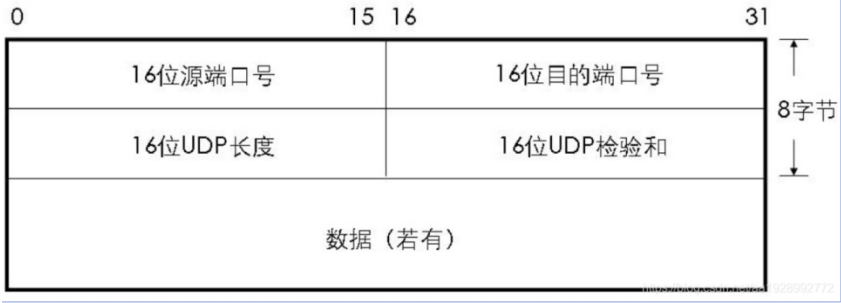 0 15 16 31
16位源端口号 16位目的端口号
8字节
16位UDP长度 16位UDP检验和
数据（若有）